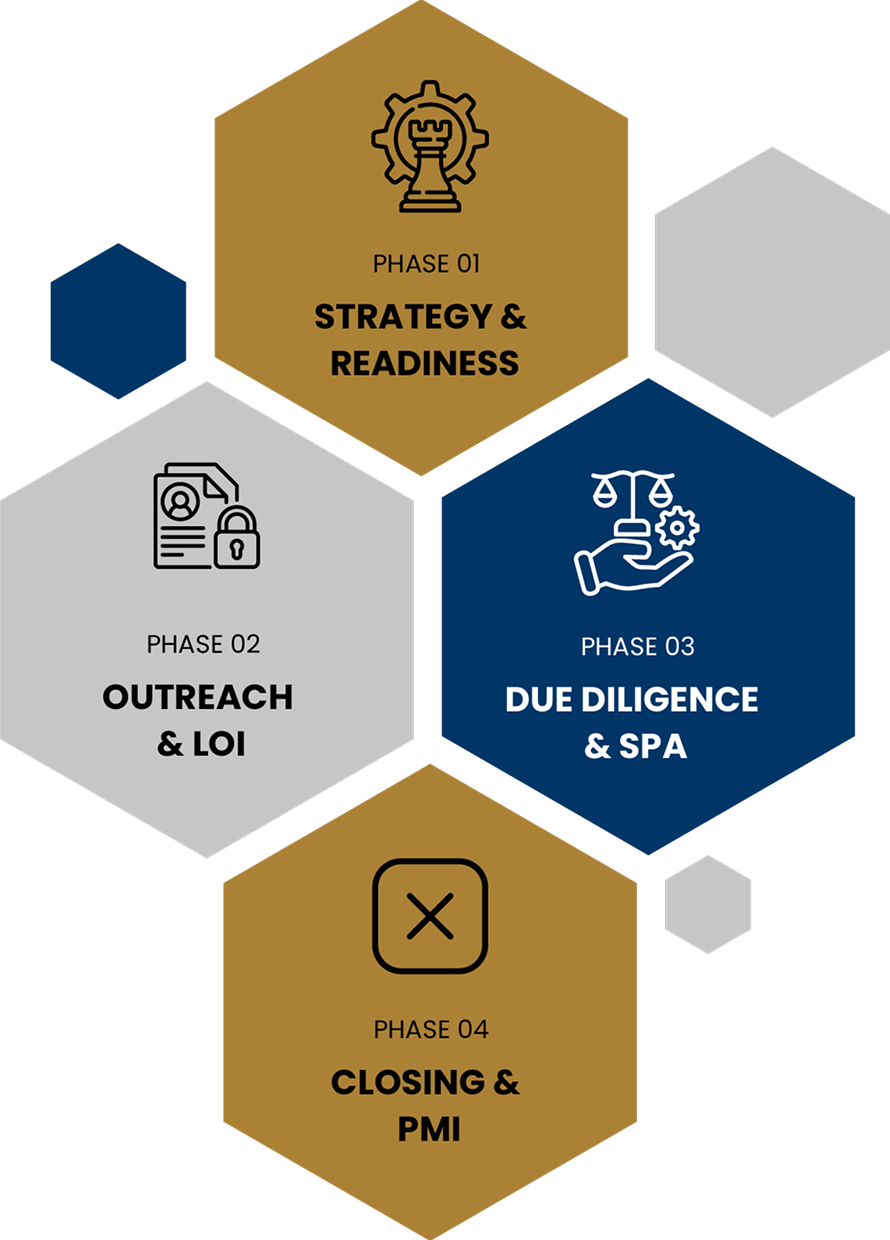 PHASE 01
STRATEGY &
READINESS
PHASE 02
OUTREACH
& LOI
PHASE 03
DUE DILIGENCE
& SPA
PHASE 04
CLOSING &
PMI